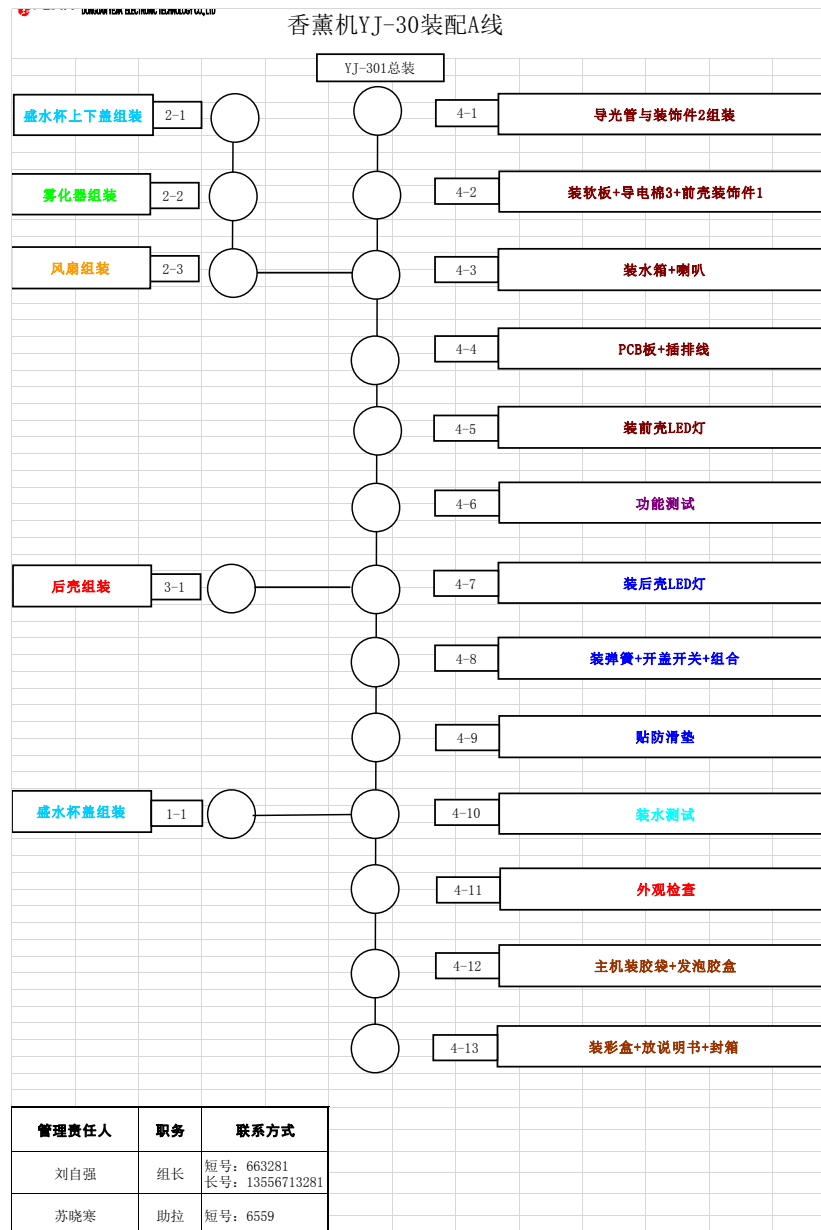 香薰机YJ-30装配A线
YJ-301总装
盛水杯上下盖组装 2-1
4-1 导光管与装饰件2组装
雾化器组装 2-2
4-2 装软板+导电棉3+前壳装饰件1
风扇组装 2-3
4-3 装水箱+喇叭
4-4 PCB板+插排线
4-5 装前壳LED灯
4-6 功能测试
后壳组装 3-1
4-7 装后壳LED灯
4-8 装弹簧+开盖开关+组合
4-9 贴防滑垫
盛水杯盖组装 1-1
4-10 装水测试
4-11 外观检查
4-12 主机装胶袋+发泡胶盒
4-13 装彩盒+放说明书+封箱
管理责任人 职务 联系方式
刘自强 组长 短号：663281
长号：13556713281
苏晓寒 助拉 短号：6559